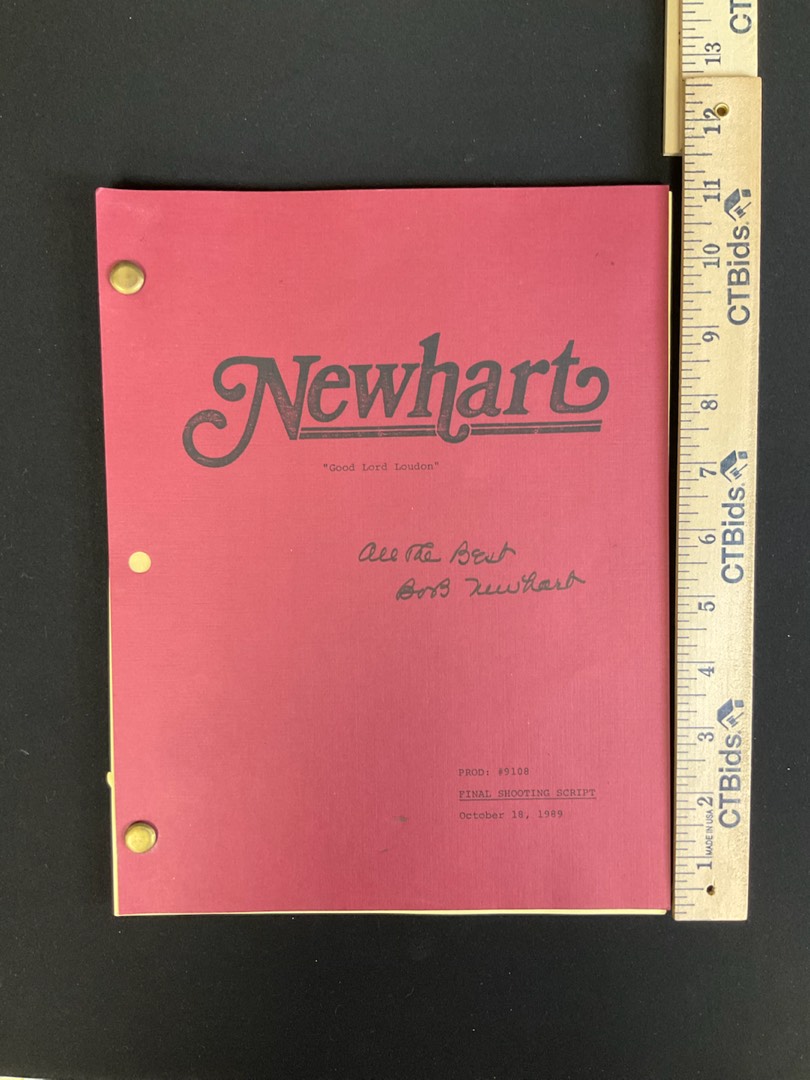 Newhart
"Good Lord Loudon"
All The Best
Bob Newhart
PROD: #9108
FINAL SHOOTING SCRIPT
October 18, 1989
CT
13
12
11
10
9
8
7
6
5
4
3
2
1
CTBids.
CTBids.
CTBids.
MADE IN USA